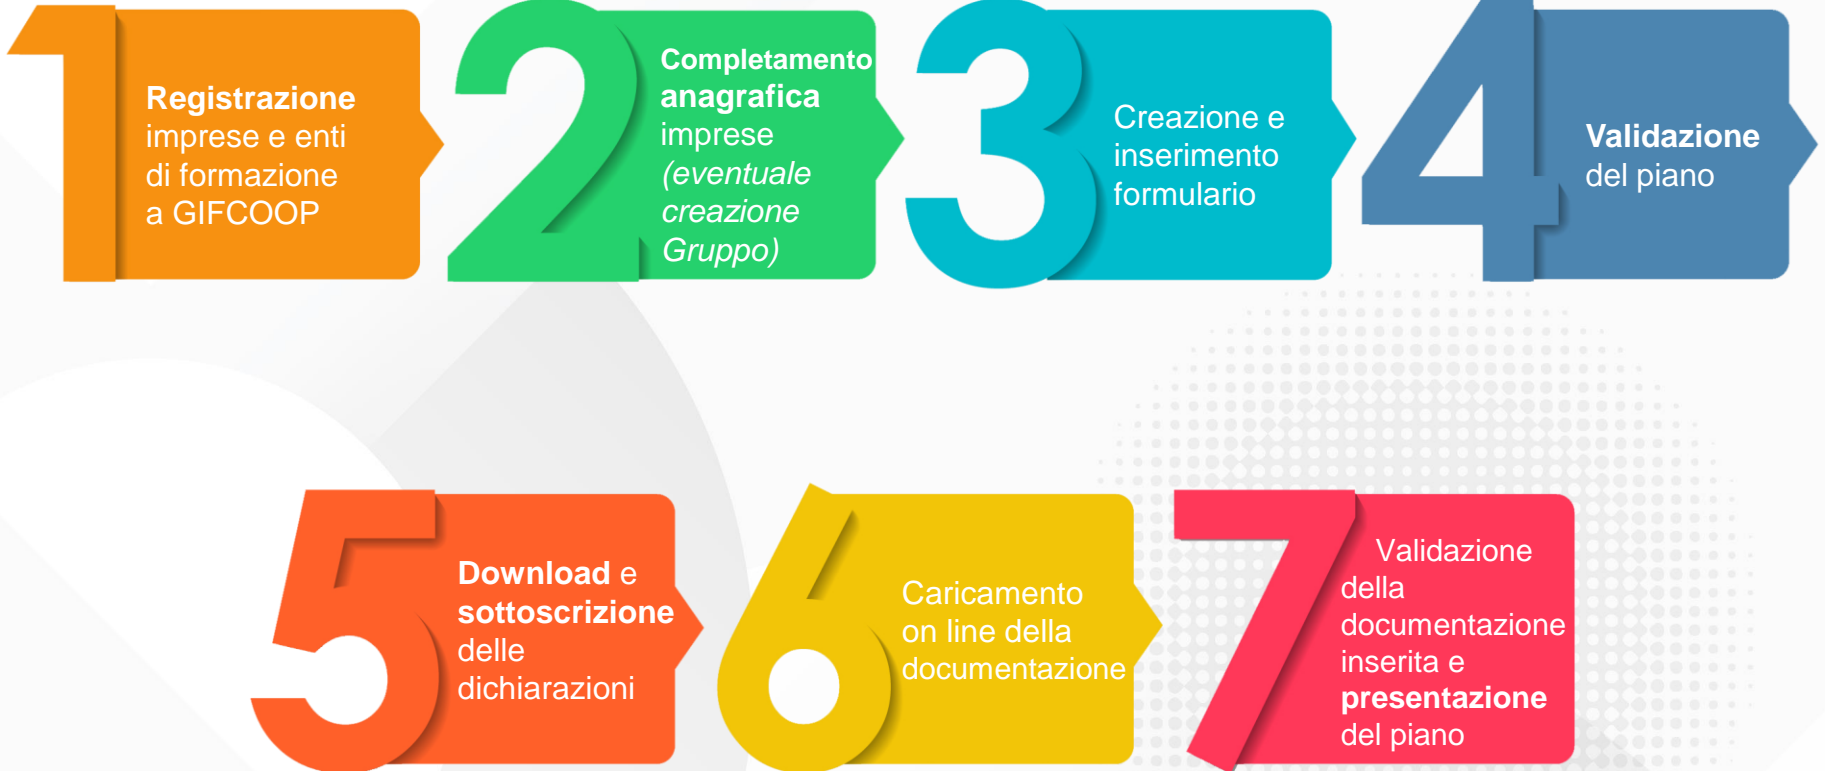 1
Registrazione
imprese e enti
di formazione
a GIFCOOP
2
Completamento
anagrafica
imprese
(eventuale
creazione
Gruppo)
3
Creazione e
inserimento
formulario
4
Validazione
del piano
5
Download e
sottoscrizione
delle
dichiarazioni
6
Caricamento
on line della
documentazione
7
Validazione
della
documentazione
inserita e
presentazione
del piano